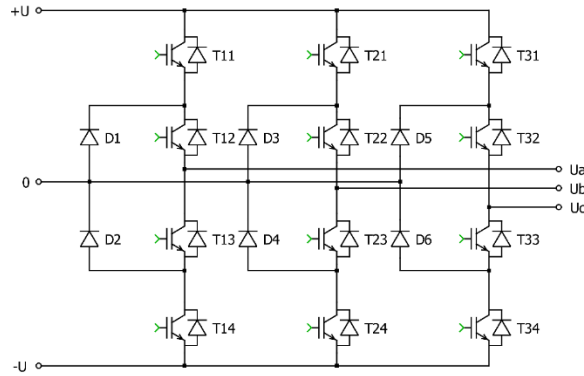 +U
T11 T21 T31
D1 T12 D3 T22 D5 T32
Ua
0
Ub
Uc
D2 T13 D4 T23 D6 T33
T14 T24 T34
-U